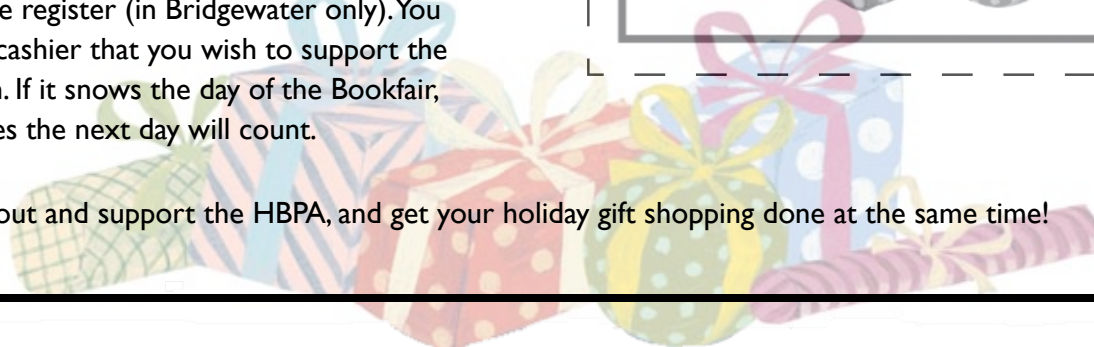 register (in Bridgewater only). You
cashier that you wish to support the
. If it snows the day of the Bookfair,
the next day will count.
out and support the HBPA, and get your holiday gift shopping done at the same time!